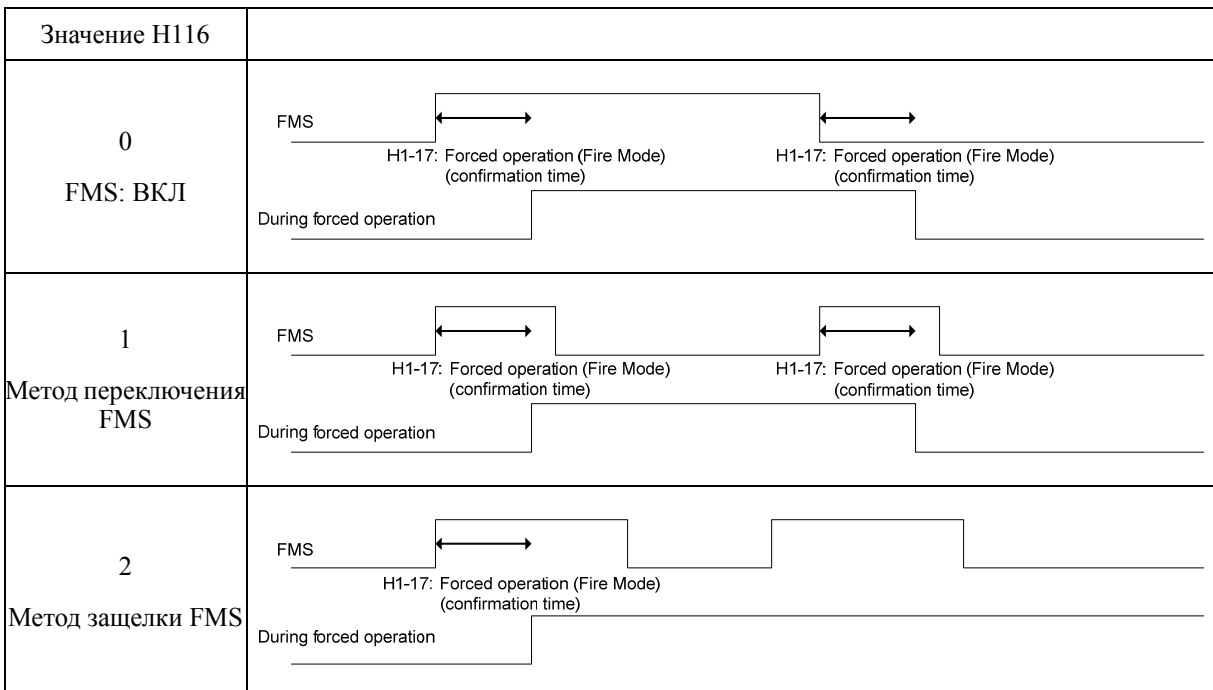 Значение H116
0
FMS: ВКЛ
FMS
H1-17: Forced operation (Fire Mode)
(confirmation time)
H1-17: Forced operation (Fire Mode)
(confirmation time)
During forced operation
1
Метод переключения
FMS
FMS
H1-17: Forced operation (Fire Mode)
(confirmation time)
H1-17: Forced operation (Fire Mode)
(confirmation time)
During forced operation
2
Метод защелки FMS
FMS
H1-17: Forced operation (Fire Mode)
(confirmation time)
During forced operation